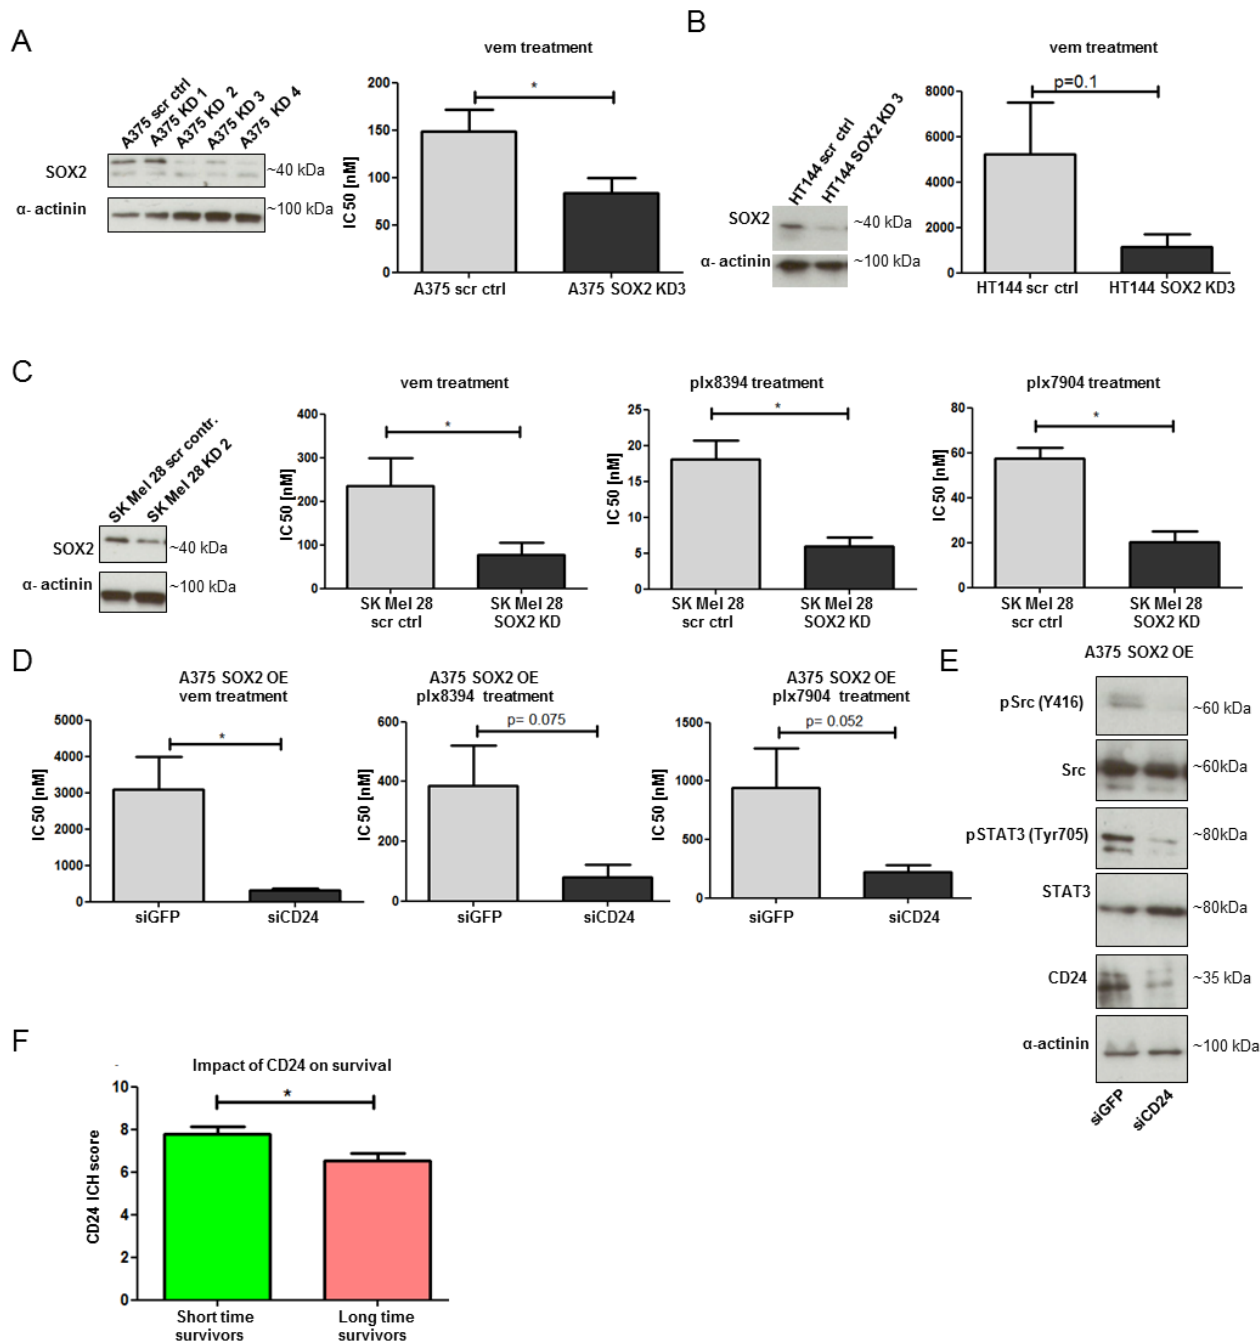 A
A375 scr ctrl
A375 KD 1
A375 KD 2
A375 KD 3
A375 KD 4
SOX2
~40 kDa
α- actinin
~100 kDa
vem treatment
*
IC 50 [nM]
200
150
100
50
0
A375 scr ctrl
A375 SOX2 KD3
B
HT144 scr ctrl
HT144 SOX2 KD 3
SOX2
~40 kDa
α- actinin
~100 kDa
vem treatment
p=0.1
8000
6000
4000
2000
0
HT144 scr ctrl
HT144 SOX2 KD3
C
SK Mel 28 scr contr.
SK Mel 28 KD 2
SOX2
~40 kDa
α- actinin
~100 kDa
vem treatment
*
IC 50 [nM]
400
300
200
100
0
SK Mel 28
scr ctrl
SK Mel 28
SOX2 KD
plx8394 treatment
*
IC 50 [nM]
25
20
15
10
5
0
SK Mel 28
scr ctrl
SK Mel 28
SOX2 KD
plx7904 treatment
*
IC 50 [nM]
80
60
40
20
0
SK Mel 28
scr ctrl
SK Mel 28
SOX2 KD
D
A375 SOX2 OE
vem treatment
*
IC 50 [nM]
5000
4000
3000
2000
1000
0
siGFP
siCD24
A375 SOX2 OE
plx8394 treatment
p= 0.075
IC 50 [nM]
600
400
200
0
siGFP
siCD24
A375 SOX2 OE
plx7904 treatment
p= 0.052
IC 50 [nM]
1500
1000
500
0
siGFP
siCD24
E
A375 SOX2 OE
pSrc (Y416)
~60 kDa
Src
~60kDa
pSTAT3 (Tyr705)
~80kDa
STAT3
~80kDa
CD24
~35 kDa
α-actinin
~100 kDa
siGFP
siCD24
F
Impact of CD24 on survival
*
CD24 ICH score
10
8
6
4
2
0
Short time
survivors
Long time
survivors